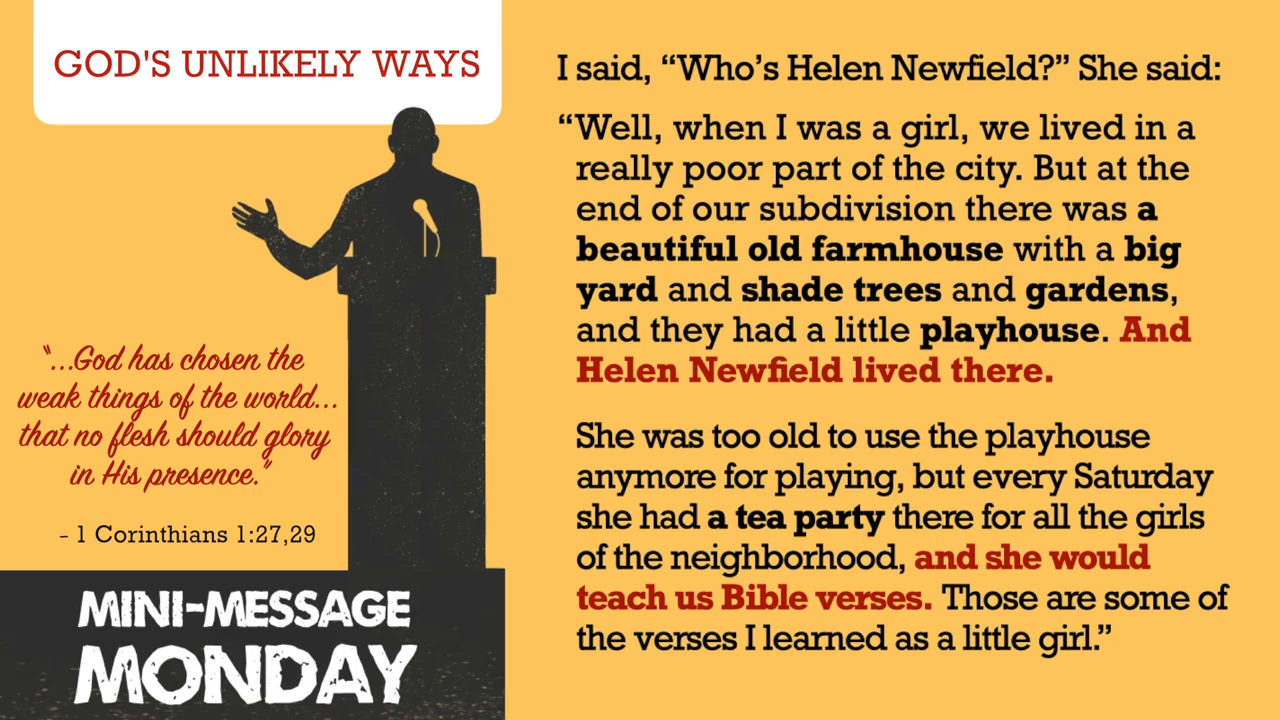 GOD'S UNLIKELY WAYS
"...God has chosen the
weak things of the world...
that no flesh should glory
in His presence."
– 1 Corinthians 1:27,29
MINI-MESSAGE
MONDAY
I said, “Who’s Helen Newfield?” She said:
“Well, when I was a girl, we lived in a
really poor part of the city. But at the
end of our subdivision there was a
beautiful old farmhouse with a big
yard and shade trees and gardens,
and they had a little playhouse. And
Helen Newfield lived there.
She was too old to use the playhouse
anymore for playing, but every Saturday
she had a tea party there for all the girls
of the neighborhood, and she would
teach us Bible verses. Those are some of
the verses I learned as a little girl.”